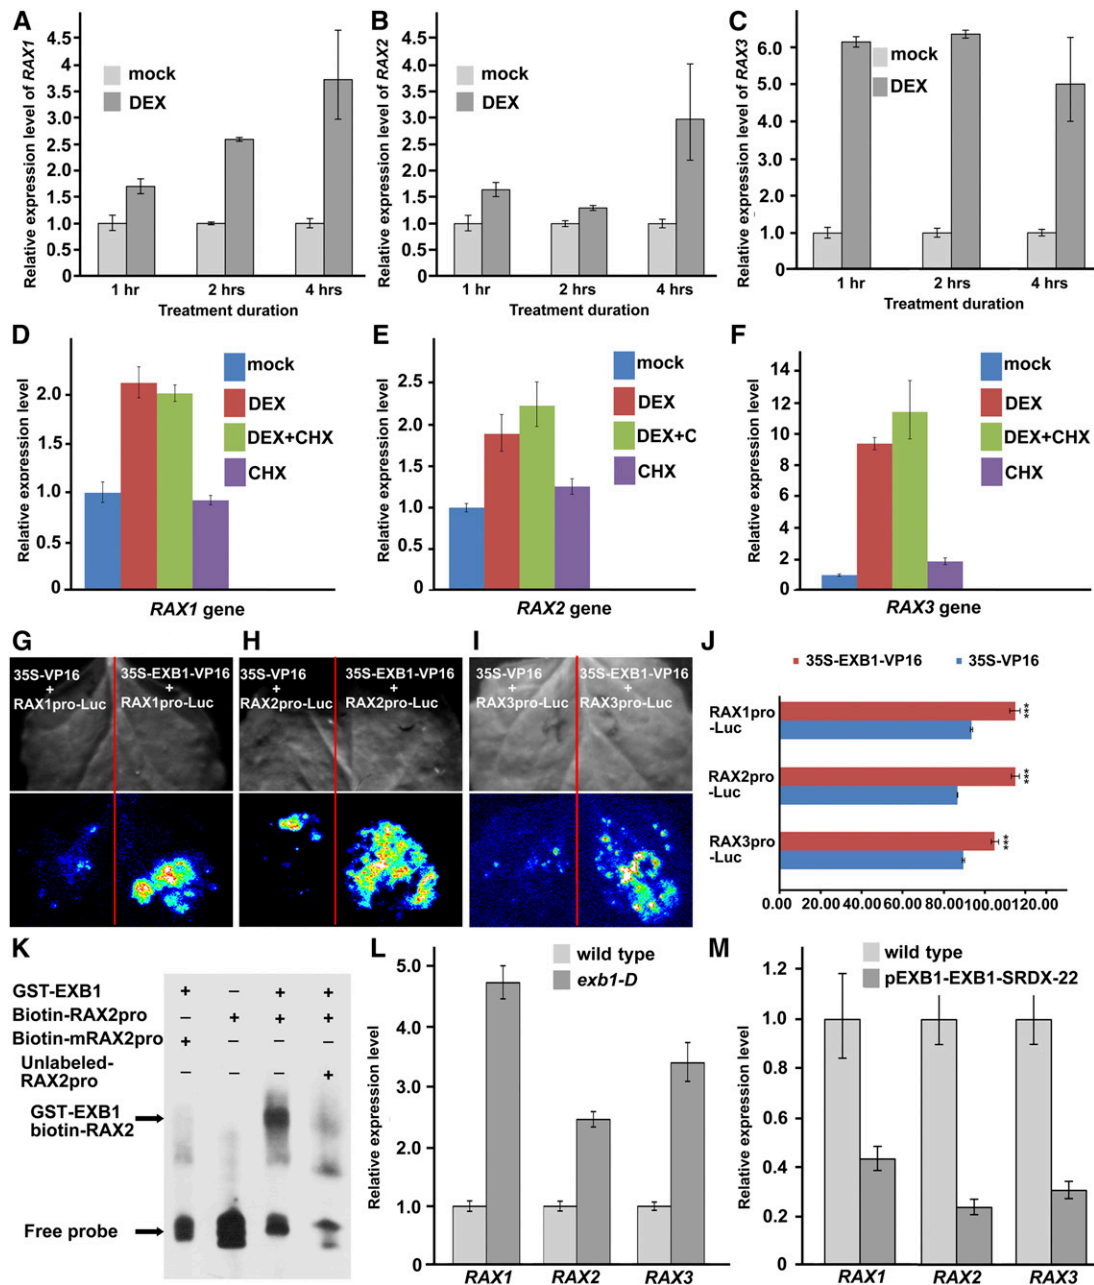 A
Relative expression level of RAX1
4.5
4.0
3.5
3.0
2.5
2.0
1.5
1.0
0.5
0
mock
DEX
1 hr
2 hrs
4 hrs
Treatment duration
B
Relative expression level of RAX2
4.5
4.0
3.5
3.0
2.5
2.0
1.5
1.0
0.5
0
mock
DEX
1 hr
2 hrs
4 hrs
Treatment duration
C
Relative expression level of RAX3
6.0
5.0
4.0
3.0
2.0
1.0
0
mock
DEX
1 hr
2 hrs
4 hrs
Treatment duration
D
Relative expression level
2.0
1.5
1.0
0.5
0
mock
DEX
DEX+CHX
CHX
RAX1 gene
E
Relative expression level
2.5
2.0
1.5
1.0
0.5
0
mock
DEX
DEX+C
CHX
RAX2 gene
F
Relative expression level
14
12
10
8
6
4
2
0
mock
DEX
DEX+CHX
CHX
RAX3 gene
G
35S-VP16
+
RAX1pro-Luc
35S-EXB1-VP16
+
RAX1pro-Luc
H
35S-VP16
+
RAX2pro-Luc
35S-EXB1-VP16
+
RAX2pro-Luc
I
35S-VP16
+
RAX3pro-Luc
35S-EXB1-VP16
+
RAX3pro-Luc
J
35S-EXB1-VP16
35S-VP16
RAX1pro
-Luc
***
RAX2pro
-Luc
***
RAX3pro
-Luc
***
0.00 20.00 40.00 60.00 80.00 100.00 120.00
K
GST-EXB1 + – + +
Biotin-RAX2pro – + + +
Biotin-mRAX2pro + – – –
Unlabeled-
RAX2pro – – – +
GST-EXB1
biotin-RAX2
Free probe
L
Relative expression level
5.0
4.0
3.0
2.0
1.0
0
wild type
exb1-D
RAX1
RAX2
RAX3
M
Relative expression level
1.2
1.0
0.8
0.6
0.4
0.2
0
wild type
pEXB1-EXB1-SRDX-22
RAX1
RAX2
RAX3